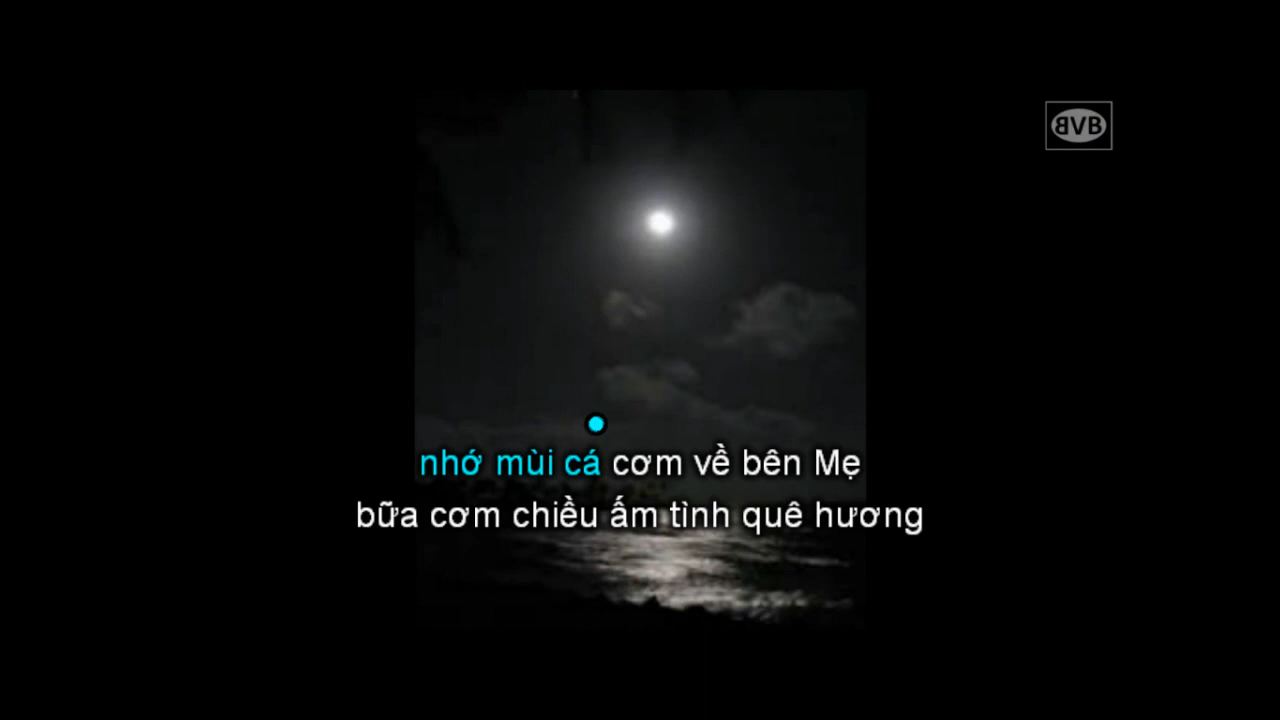 BVB
nhớ mùi cá cơm về bên Mẹ
bữa cơm chiều ấm tình quê hương